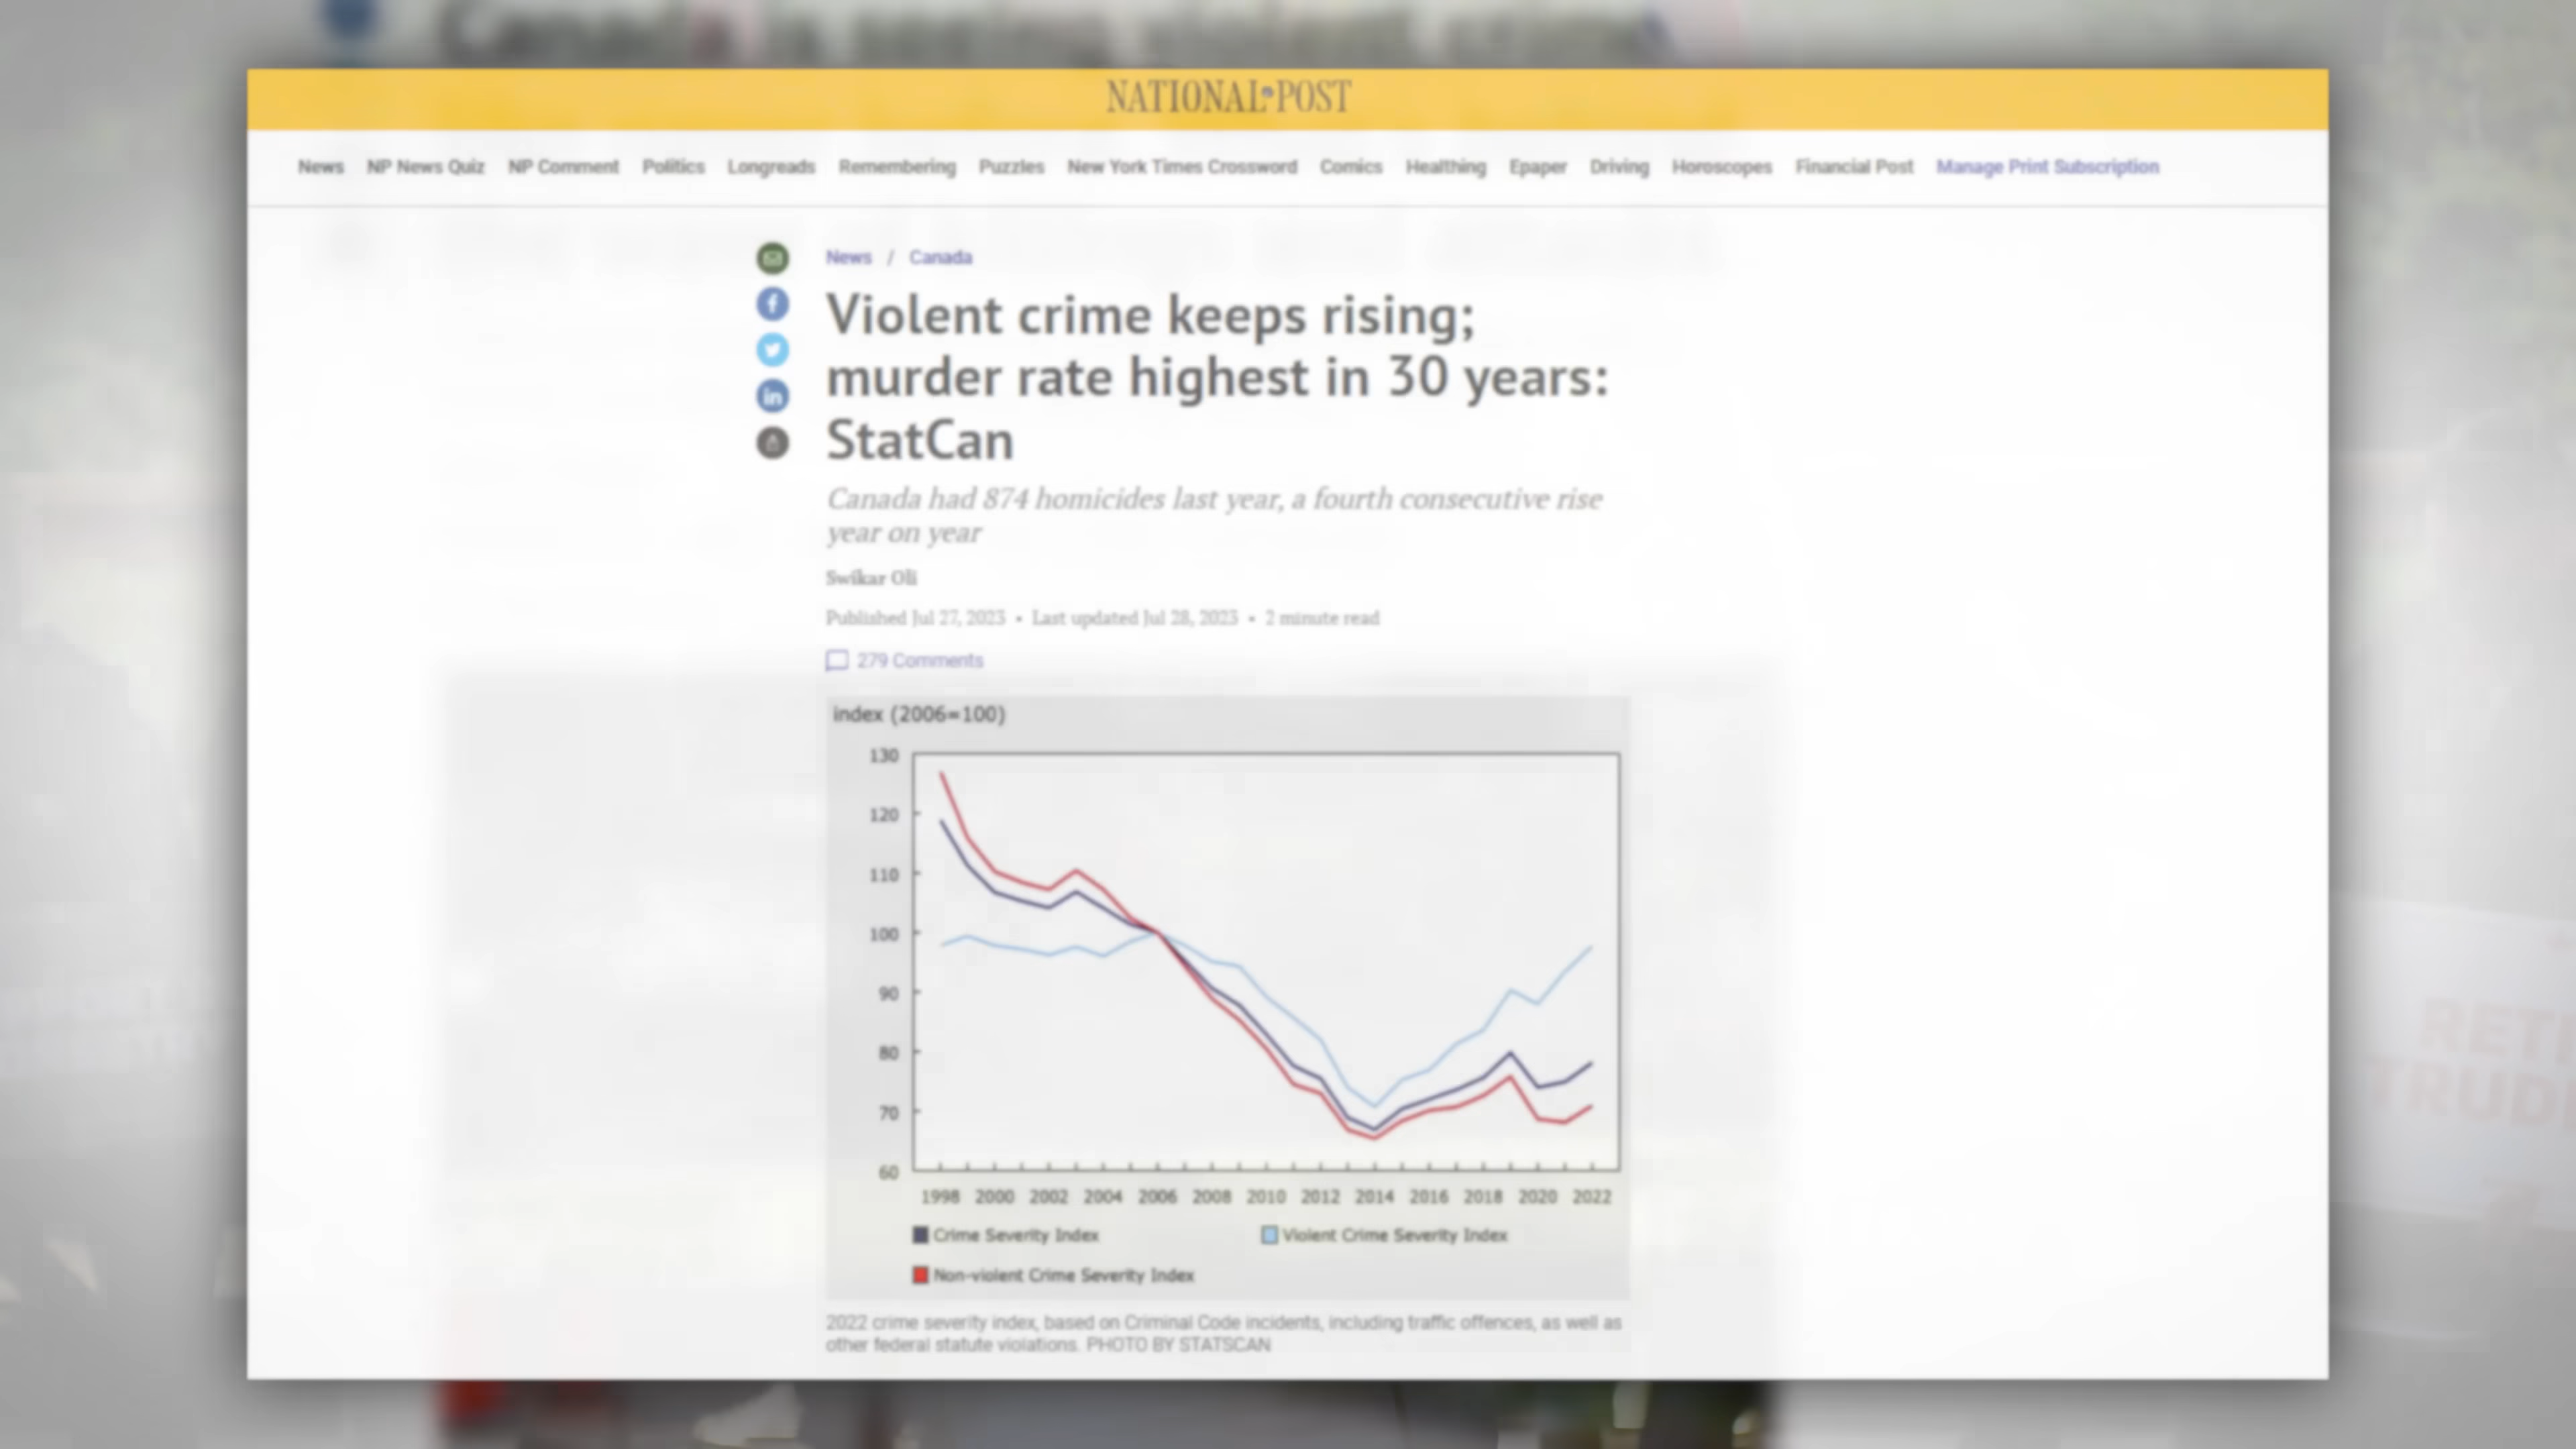 Canada is seeing violent crime
NATIONAL POST
News NP News Quiz NP Comment Politics Longreads Remembering Puzzles New York Times Crossword Comics Healthing Epaper Driving Horoscopes Financial Post Manage Print Subscription
News / Canada
Violent crime keeps rising;
murder rate highest in 30 years:
StatCan
Canada had 874 homicides last year, a fourth consecutive rise
year on year
Swikar Oli
Published Jul 27, 2023 • Last updated Jul 28, 2023 • 2 minute read
279 Comments
index (2006=100)
130
120
110
100
90
80
70
60
1998 2000 2002 2004 2006 2008 2010 2012 2014 2016 2018 2020 2022
Crime Severity Index Violent Crime Severity Index
Non-violent Crime Severity Index
2022 crime severity index, based on Criminal Code incidents, including traffic offences, as well as
other federal statute violations. PHOTO BY STATSCAN